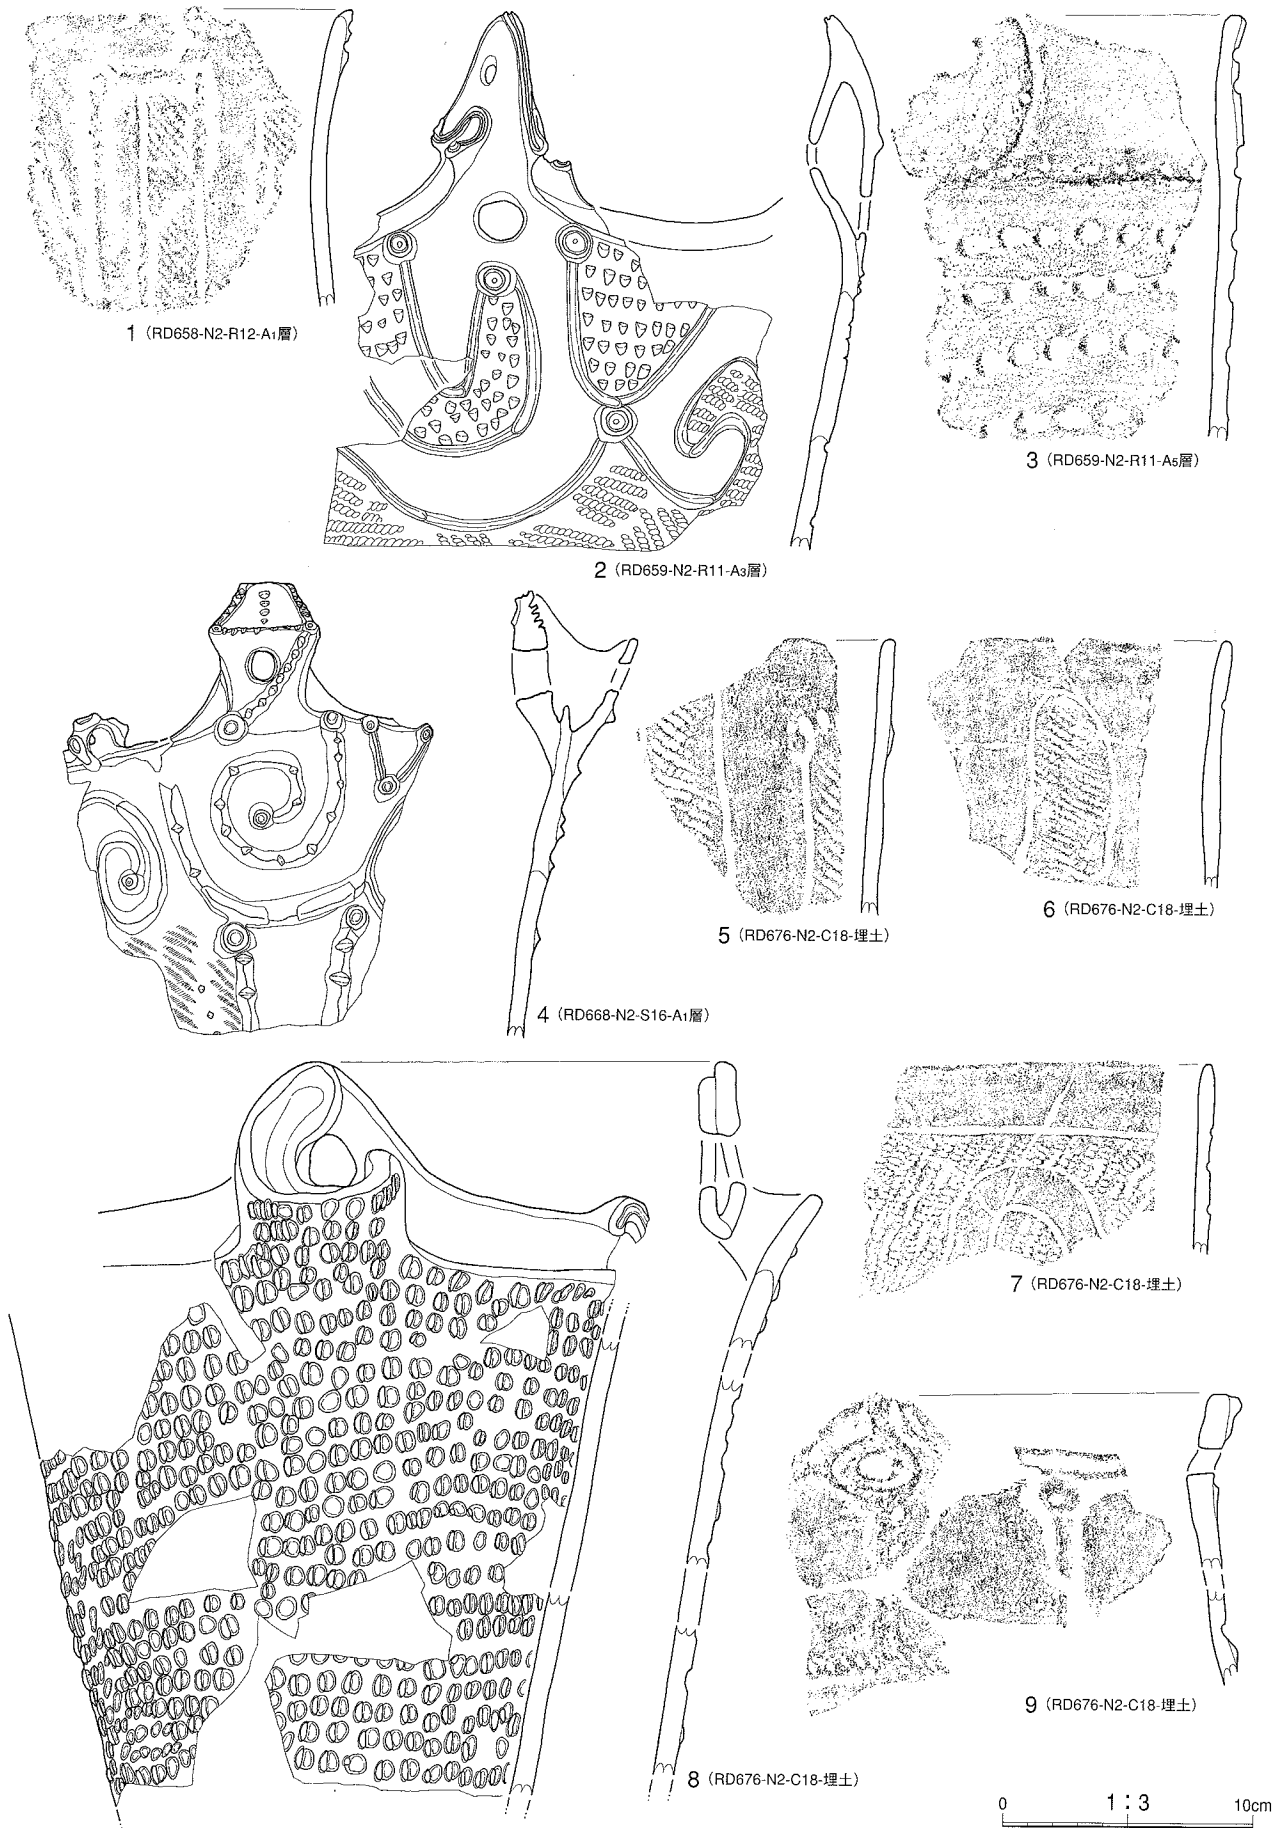 1（RD658-N2-R12-A1層）
2（RD659-N2-R11-A3層）
3（RD659-N2-R11-A5層）
4（RD668-N2-S16-A1層）
5（RD676-N2-C18-埋土）
6（RD676-N2-C18-埋土）
7（RD676-N2-C18-埋土）
8（RD676-N2-C18-埋土）
9（RD676-N2-C18-埋土）
0 1：3 10cm